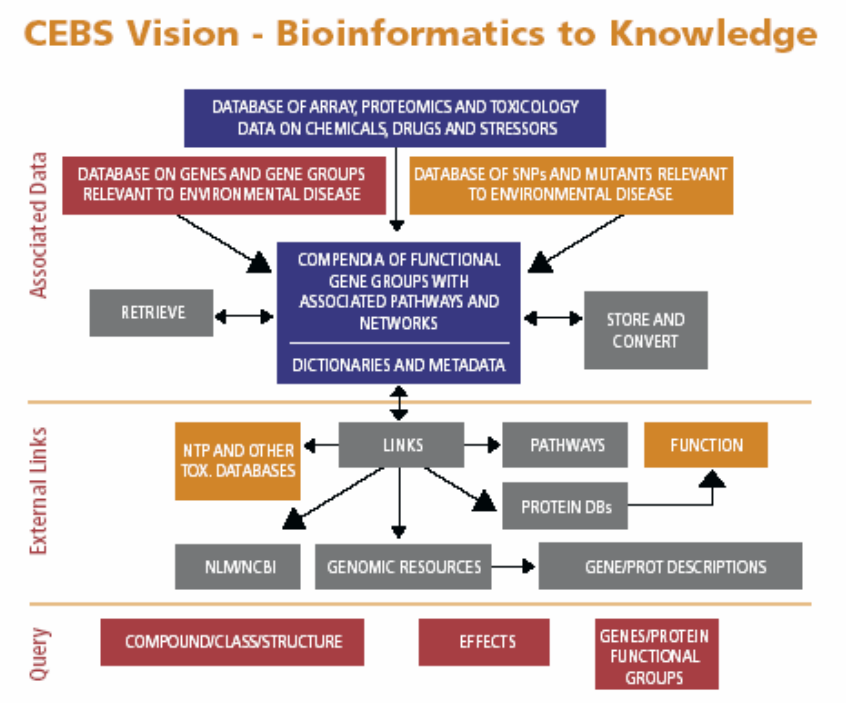 CEBS Vision - Bioinformatics to Knowledge
Associated Data
DATABASE OF ARRAY, PROTEOMICS AND TOXICOLOGY
DATA ON CHEMICALS, DRUGS AND STRESSORS
DATABASE ON GENES AND GENE GROUPS
RELEVANT TO ENVIRONMENTAL DISEASE
DATABASE OF SNPs AND MUTANTS RELEVANT
TO ENVIRONMENTAL DISEASE
COMPENDIA OF FUNCTIONAL
GENE GROUPS WITH
ASSOCIATED PATHWAYS AND
NETWORKS
DICTIONARIES AND METADATA
RETRIEVE
STORE AND
CONVERT
External Links
NTP AND OTHER
TOX. DATABASES
LINKS
PATHWAYS
FUNCTION
PROTEIN DBs
NLM/NCBI
GENOMIC RESOURCES
GENE/PROT DESCRIPTIONS
Query
COMPOUND/CLASS/STRUCTURE
EFFECTS
GENES/PROTEIN
FUNCTIONAL
GROUPS